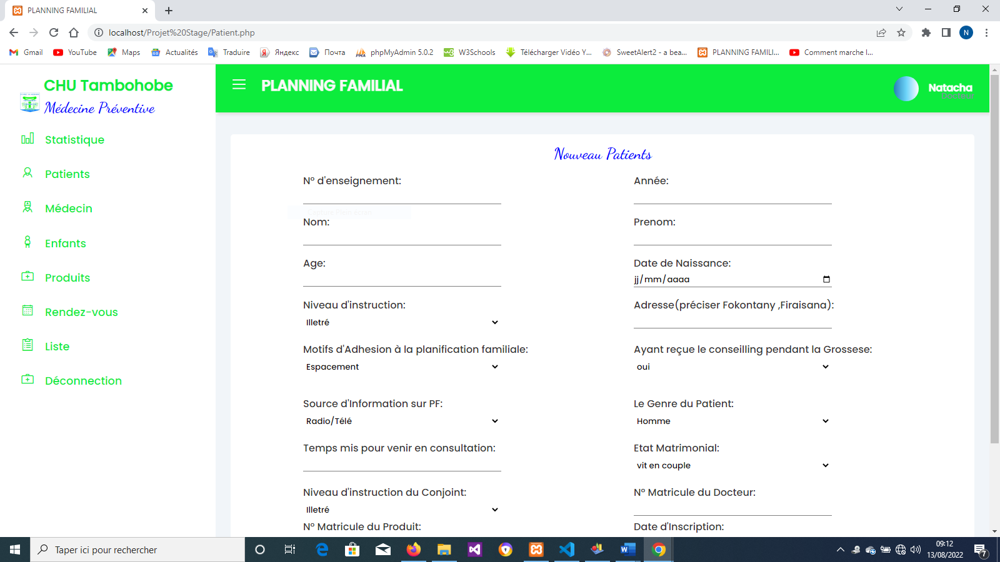 PLANNING FAMILIAL
localhost/Projet%20Stage/Patient.php
N
Gmail YouTube Maps Actualités Traduire Яндекс Почта phpMyAdmin 5.0.2 W3Schools Télécharger Vidéo Y... SweetAlert2 - a bea... PLANNING FAMILI... Comment marche l...
CHU Tambohobe
Médecine Préventive
PLANNING FAMILIAL
Natacha
Statistique
Patients
Médecin
Enfants
Produits
Rendez-vous
Liste
Déconnection
Nouveau Patients
N° d'enseignement: Année:
Nom: Prenom:
Age: Date de Naissance:
jj/mm/aaaa
Niveau d'instruction: Adresse(préciser Fokontany ,Firaisana):
Illetré
Motifs d'Adhesion à la planification familiale: Ayant reçue le conseilling pendant la Grossese:
Espacement oui
Source d'Information sur PF: Le Genre du Patient:
Radio/Télé Homme
Temps mis pour venir en consultation: Etat Matrimonial:
vit en couple
Niveau d'instruction du Conjoint: N° Matricule du Docteur:
Illetré
N° Matricule du Produit: Date d'Inscription:
Taper ici pour rechercher
09:12
13/08/2022
7